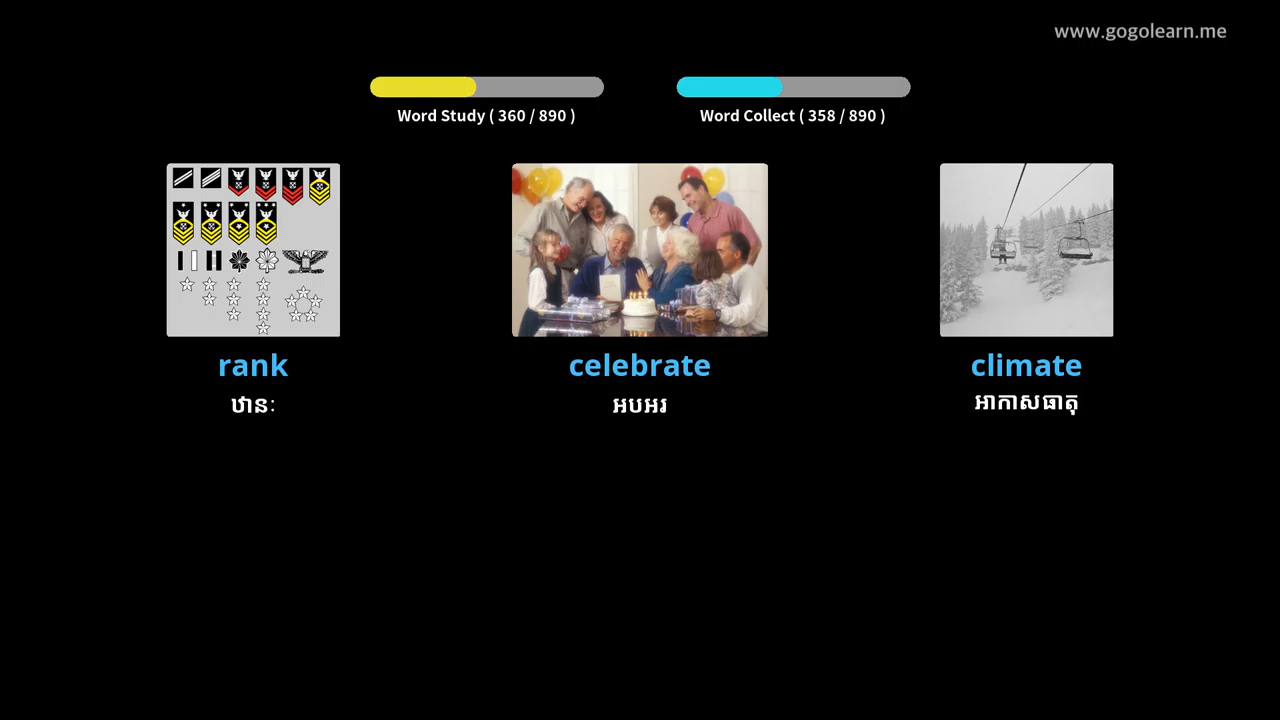 www.gogolearn.me
Word Study ( 360 / 890 )
Word Collect ( 358 / 890 )
rank
celebrate
climate
ឋានៈ
អបអរ
អាកាសធាតុ